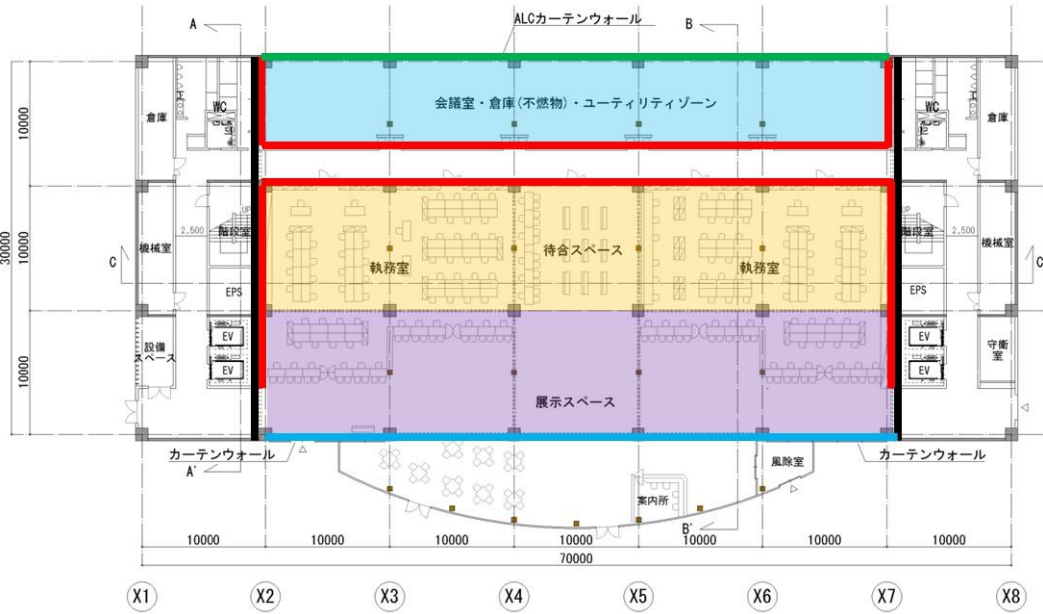 A
ALCカーテンウォール
B
倉庫
WC
会議室・倉庫(不燃物)・ユーティリティゾーン
WC
倉庫
10000
UP
UP
2,500
階段室
機械室
執務室
待合スペース
執務室
階段室
2,500
機械室
30000
10000
C
C'
EPS
EPS
EV
EV
設備
スペース
守衛
室
EV
EV
10000
展示スペース
カーテンウォール
A'
カーテンウォール
風除室
案内所
B'
10000
10000
10000
10000
10000
10000
10000
70000
X1
X2
X3
X4
X5
X6
X7
X8